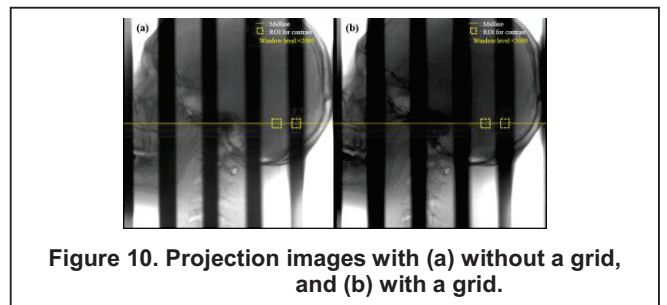 (a)
: Midline
: ROI for contrast
Window level <2000
(b)
: Midline
: ROI for contrast
Window level <3000
Figure 10. Projection images with (a) without a grid,
and (b) with a grid.